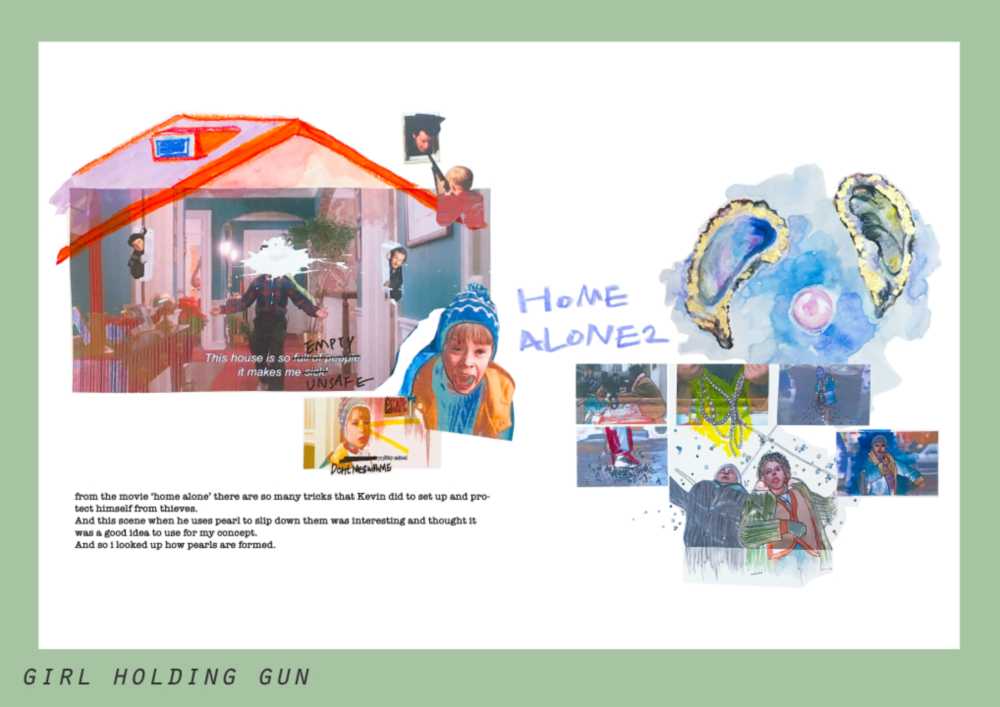 EMPTY
This house is so full of people
it makes me sick!
UNSAFE
HOME
ALONE2
from the movie 'home alone' there are so many tricks that Kevin did to set up and pro-
tect himself from thieves.
And this scene when he uses pearl to slip down them was interesting and thought it
was a good idea to use for my concept.
And so i looked up how pearls are formed.
GIRL HOLDING GUN